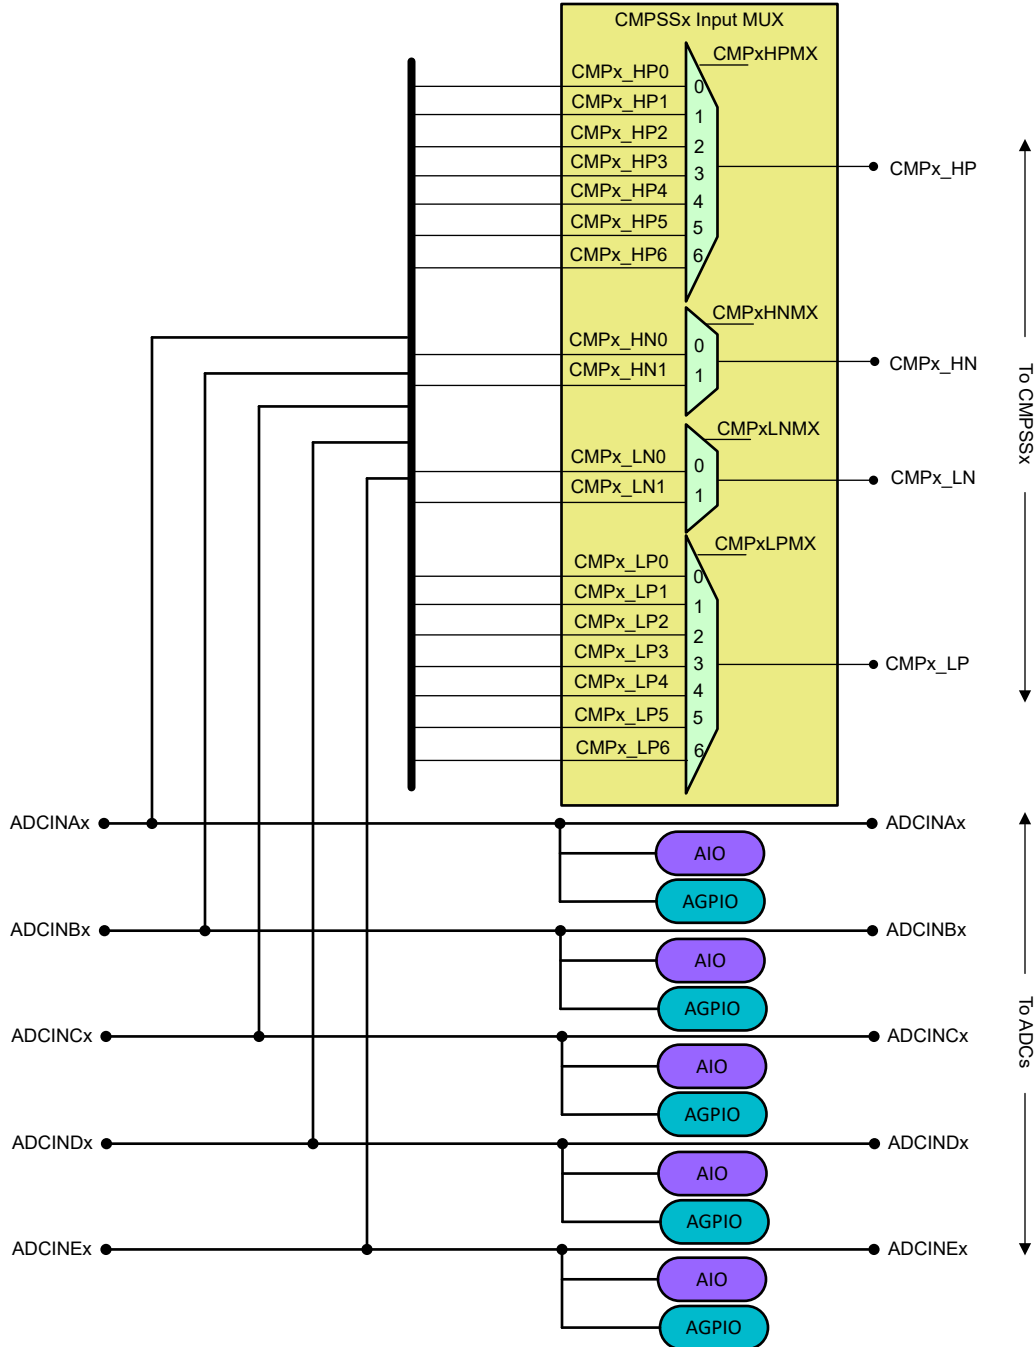 CMPSSx Input MUX
CMPxHPMX
CMPx_HP0
0
CMPx_HP1
1
CMPx_HP2
2
CMPx_HP3
3
CMPx_HP
CMPx_HP4
4
CMPx_HP5
5
CMPx_HP6
6
CMPxHNMX
CMPx_HN0
0
CMPx_HN
CMPx_HN1
1
To CMPSSx
CMPxLNMX
CMPx_LN0
0
CMPx_LN
CMPx_LN1
1
CMPxLPMX
CMPx_LP0
0
CMPx_LP1
1
CMPx_LP2
2
CMPx_LP3
3
CMPx_LP
CMPx_LP4
4
CMPx_LP5
5
CMPx_LP6
6
ADCINAx
ADCINAx
AIO
AGPIO
ADCINBx
ADCINBx
AIO
AGPIO
To ADCs
ADCINCx
ADCINCx
AIO
AGPIO
ADCINDx
ADCINDx
AIO
AGPIO
ADCINEx
ADCINEx
AIO
AGPIO